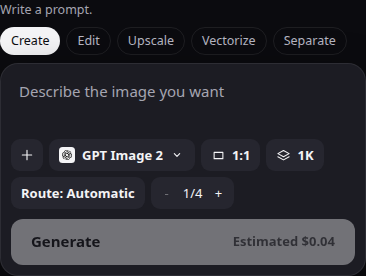 Write a prompt.
Create Edit Upscale Vectorize Separate
Describe the image you want
+ GPT Image 2 1:1 1K
Route: Automatic - 1/4 +
Generate Estimated $0.04